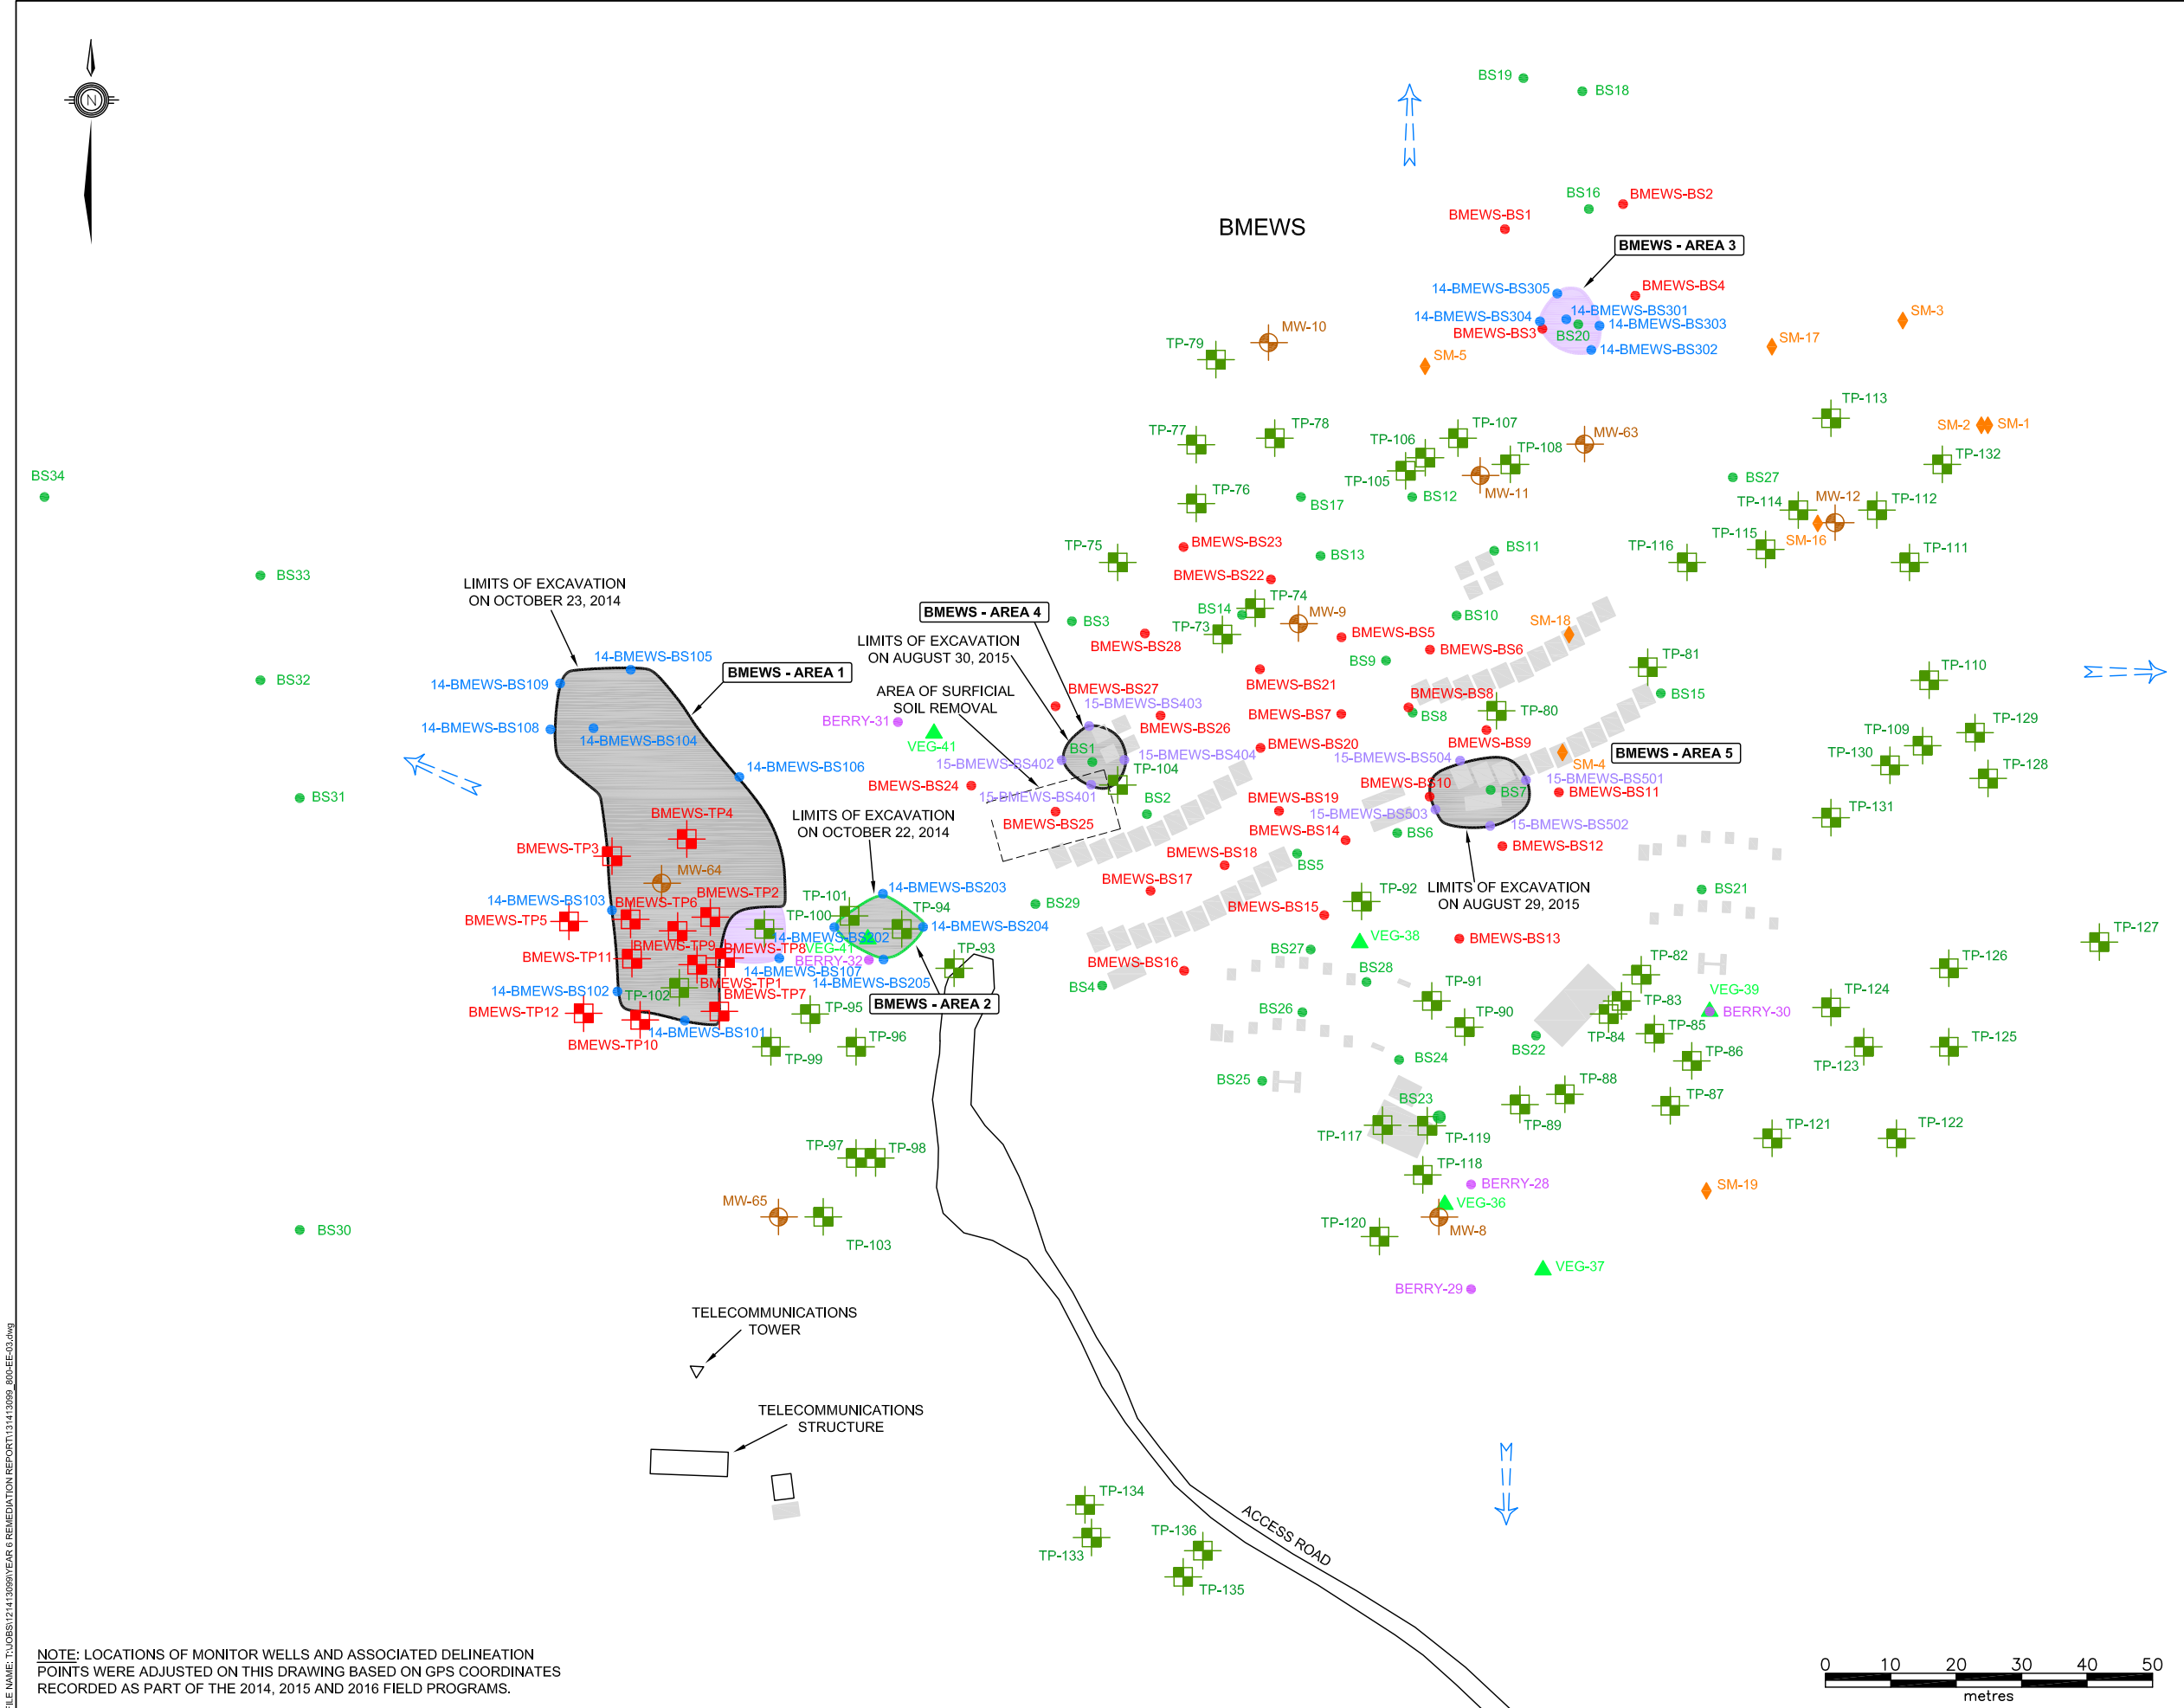 N
BS19
BS18
BS16
BMEWS-BS2
BMEWS-BS1
BMEWS
BMEWS - AREA 3
14-BMEWS-BS305
BMEWS-BS4
14-BMEWS-BS301
14-BMEWS-BS304
14-BMEWS-BS303
BMEWS-BS3
BS20
14-BMEWS-BS302
SM-3
SM-17
MW-10
TP-79
SM-5
TP-113
SM-2
SM-1
TP-77
TP-78
TP-107
TP-106
TP-108
MW-63
TP-132
TP-105
MW-11
BS34
BS27
TP-76
BS17
BS12
TP-114
MW-12
TP-112
SM-16
TP-75
BMEWS-BS23
BS13
BS11
TP-116
TP-115
TP-111
BS33
LIMITS OF EXCAVATION
ON OCTOBER 23, 2014
BMEWS-BS22
BMEWS - AREA 4
TP-74
BS14
MW-9
BS10
SM-18
BS3
TP-73
LIMITS OF EXCAVATION
ON AUGUST 30, 2015
BMEWS-BS28
BMEWS-BS5
BMEWS-BS6
14-BMEWS-BS105
BMEWS - AREA 1
BS9
TP-81
BS32
14-BMEWS-BS109
AREA OF SURFICIAL
SOIL REMOVAL
BMEWS-BS27
BMEWS-BS21
BMEWS-BS8
BS15
TP-110
15-BMEWS-BS403
BERRY-31
BMEWS-BS26
BMEWS-BS7
BS8
TP-80
14-BMEWS-BS108
14-BMEWS-BS104
VEG-41
BMEWS-BS20
BMEWS-BS9
TP-109
TP-129
BS1
15-BMEWS-BS404
15-BMEWS-BS402
15-BMEWS-BS504
SM-4
BMEWS - AREA 5
TP-130
TP-104
14-BMEWS-BS106
TP-128
BMEWS-BS24
15-BMEWS-BS401
BS2
BMEWS-BS10
15-BMEWS-BS501
BS7
BMEWS-BS11
BS31
BMEWS-TP4
LIMITS OF EXCAVATION
ON OCTOBER 22, 2014
BMEWS-BS25
BMEWS-BS19
15-BMEWS-BS503
TP-131
15-BMEWS-BS502
BMEWS-BS14
BS6
BMEWS-TP3
BMEWS-BS18
BS5
BMEWS-BS12
MW-64
BMEWS-BS17
LIMITS OF EXCAVATION
ON AUGUST 29, 2015
BS21
BMEWS-TP2
14-BMEWS-BS203
TP-92
14-BMEWS-BS103
BMEWS-TP6
TP-101
TP-94
BS29
BMEWS-TP5
TP-100
BMEWS-BS15
14-BMEWS-BS204
14-BMEWS-BS202
VEG-38
BMEWS-BS13
TP-127
BMEWS-TP9
BMEWS-TP8
VEG-41
TP-93
BS27
BMEWS-TP11
BERRY-32
TP-82
TP-126
14-BMEWS-BS107
BMEWS-BS16
BMEWS-TP1
14-BMEWS-BS205
BS28
14-BMEWS-BS102
TP-102
BMEWS-TP7
BMEWS - AREA 2
BS4
TP-91
VEG-39
BMEWS-TP12
TP-95
BS26
TP-90
TP-83
BERRY-30
TP-124
14-BMEWS-BS101
TP-85
TP-84
BMEWS-TP10
TP-96
BS22
TP-86
TP-125
TP-99
BS24
TP-123
BS25
TP-88
TP-87
BS23
TP-89
TP-117
TP-119
TP-121
TP-122
TP-97
TP-98
TP-118
BERRY-28
SM-19
MW-65
VEG-36
BS30
TP-120
MW-8
TP-103
VEG-37
BERRY-29
TELECOMMUNICATIONS
TOWER
TELECOMMUNICATIONS
STRUCTURE
TP-134
ACCESS ROAD
TP-136
TP-133
TP-135
NOTE: LOCATIONS OF MONITOR WELLS AND ASSOCIATED DELINEATION
POINTS WERE ADJUSTED ON THIS DRAWING BASED ON GPS COORDINATES
RECORDED AS PART OF THE 2014, 2015 AND 2016 FIELD PROGRAMS.
0 10 20 30 40 50
metres
FILE NAME: T:\JOBS\121413099\YEAR 6 REMEDIATION REPORT\131413099_800-EE-03.dwg